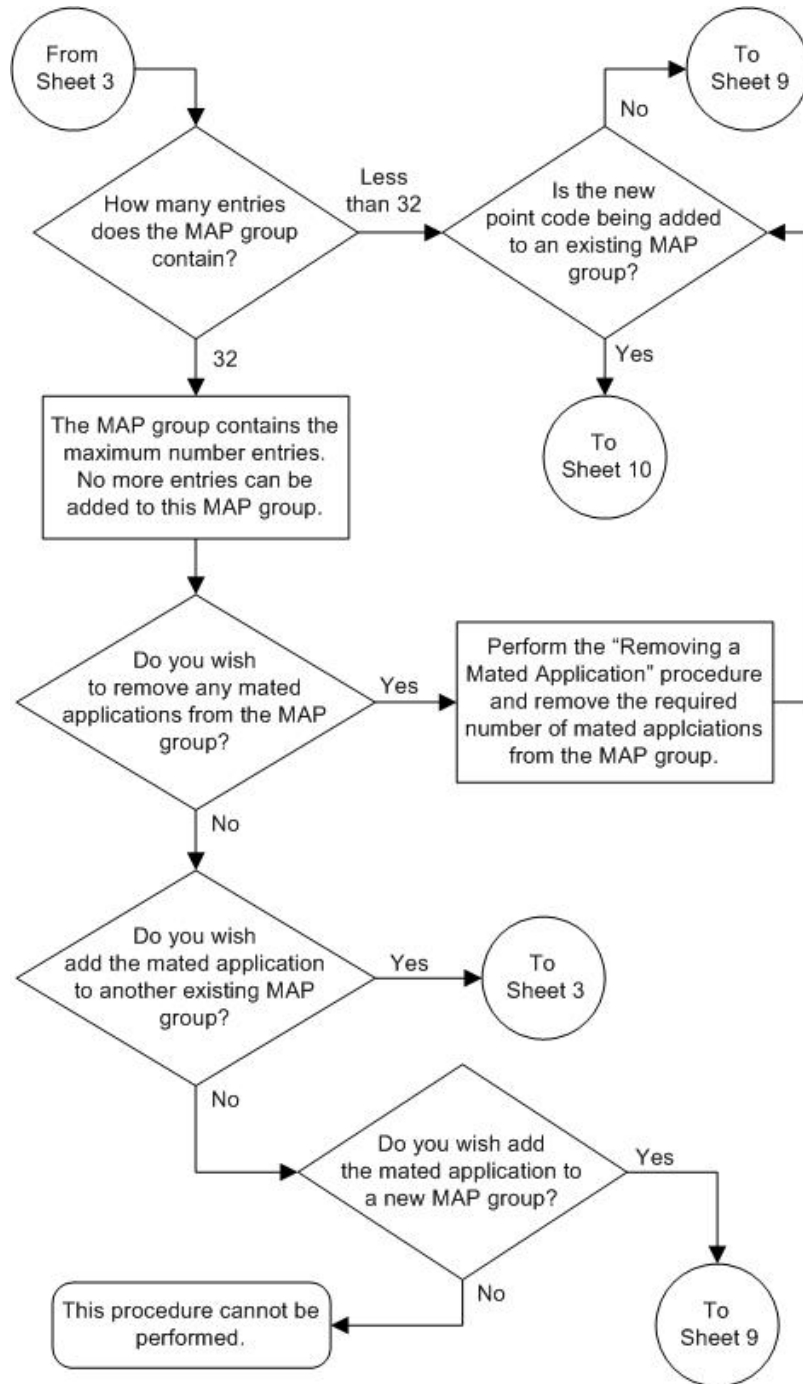 From
Sheet 3
To
Sheet 9
No
How many entries
does the MAP group
contain?
Less
than 32
Is the new
point code being added
to an existing MAP
group?
32
Yes
The MAP group contains the
maximum number entries.
No more entries can be
added to this MAP group.
To
Sheet 10
Do you wish
to remove any mated
applications from the MAP
group?
Yes
Perform the “Removing a
Mated Application” procedure
and remove the required
number of mated applciations
from the MAP group.
No
Do you wish
add the mated application
to another existing MAP
group?
Yes
To
Sheet 3
No
Do you wish add
the mated application to
a new MAP group?
Yes
No
This procedure cannot be
performed.
To
Sheet 9